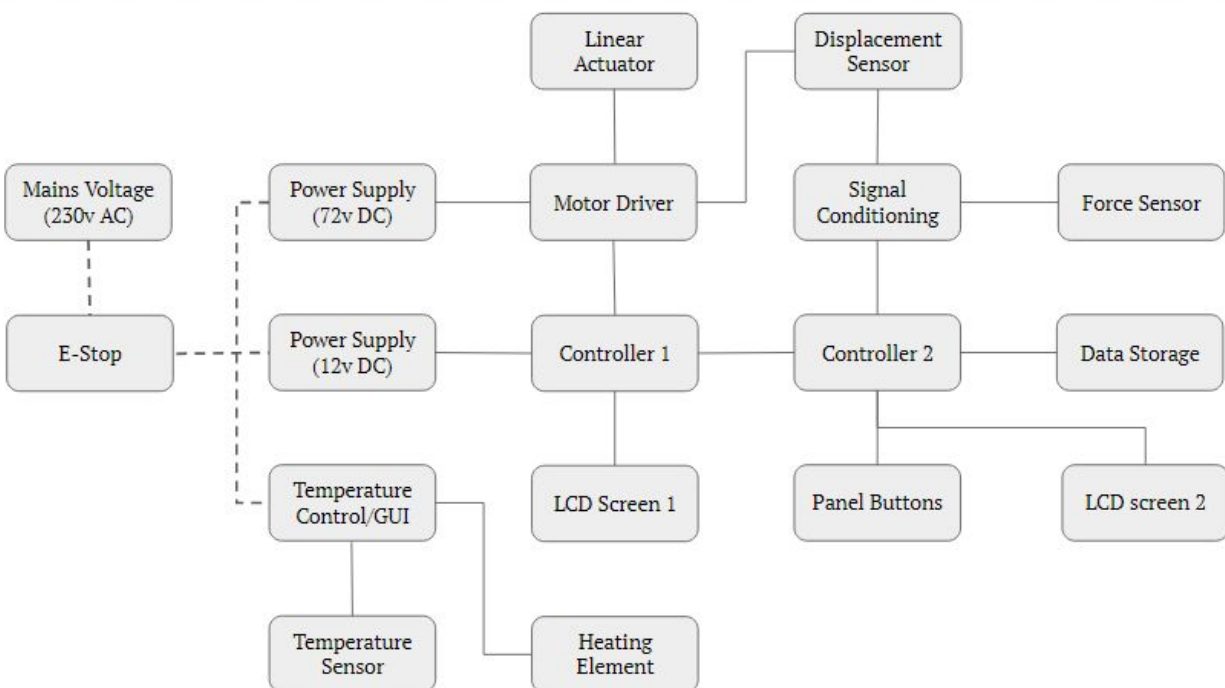 Linear
Actuator
Displacement
Sensor
Mains Voltage
(230v AC)
Power Supply
(72v DC)
Motor Driver
Signal
Conditioning
Force Sensor
E-Stop
Power Supply
(12v DC)
Controller 1
Controller 2
Data Storage
Temperature
Control/GUI
LCD Screen 1
Panel Buttons
LCD screen 2
Temperature
Sensor
Heating
Element